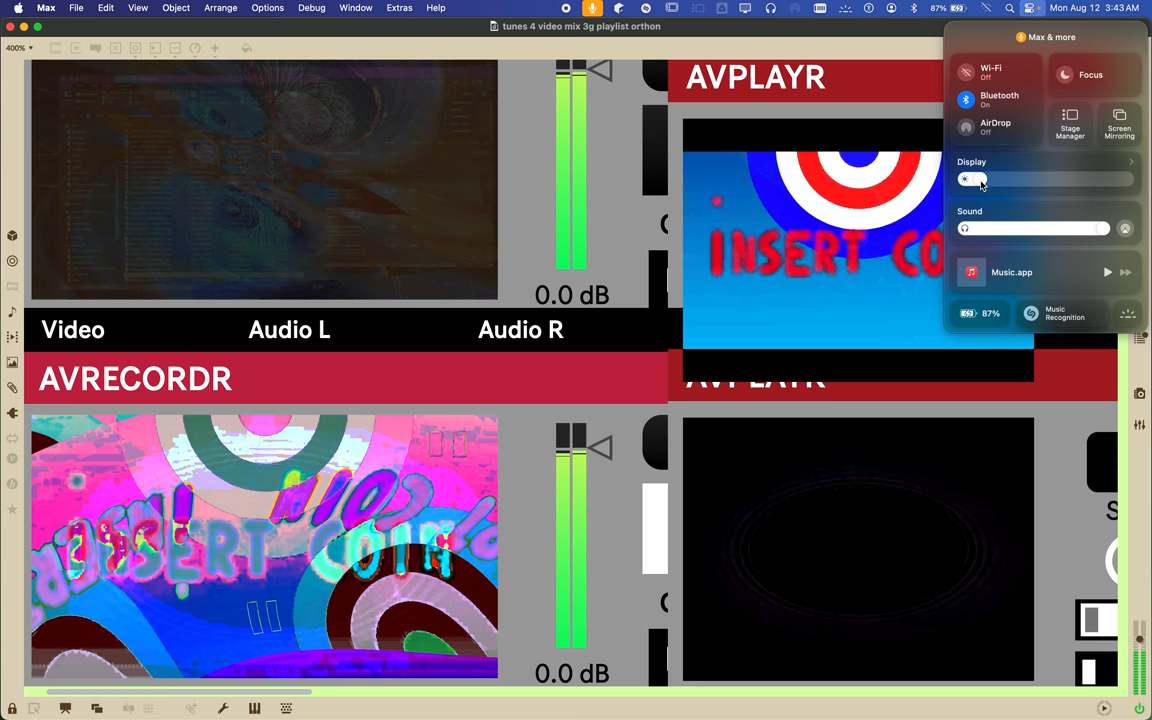 Max File Edit View Object Arrange Options Debug Window Extras Help
87% Mon Aug 12 3:43 AM
tunes 4 video mix 3g playlist orthon
400%
Max & more
Wi-Fi
Off
Focus
Bluetooth
On
AirDrop
Off
Stage
Manager
Screen
Mirroring
Display
Sound
Music.app
87%
Music
Recognition
AVPLAYR
INSERT CO
0.0 dB
Video Audio L Audio R
AVRECORDR
AVPLAYR
INSERT COIN
0.0 dB
S